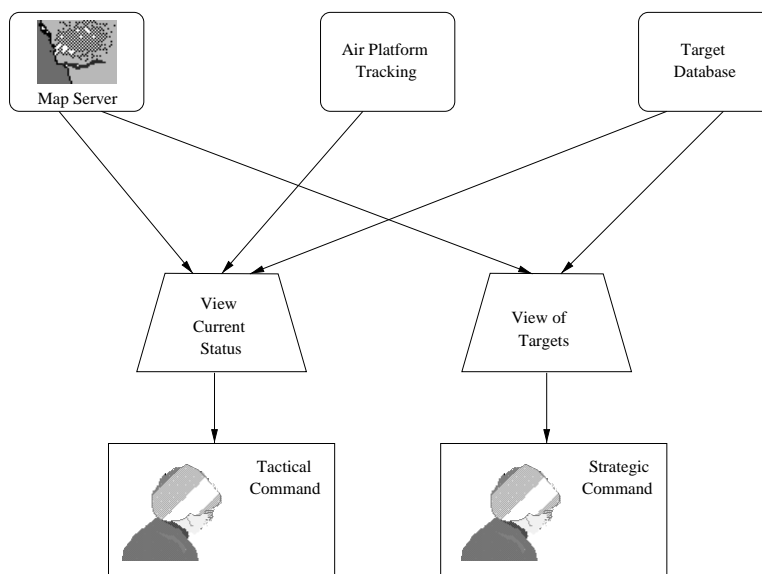 Map Server
Air Platform
Tracking
Target
Database
View
Current
Status
View of
Targets
Tactical
Command
Strategic
Command